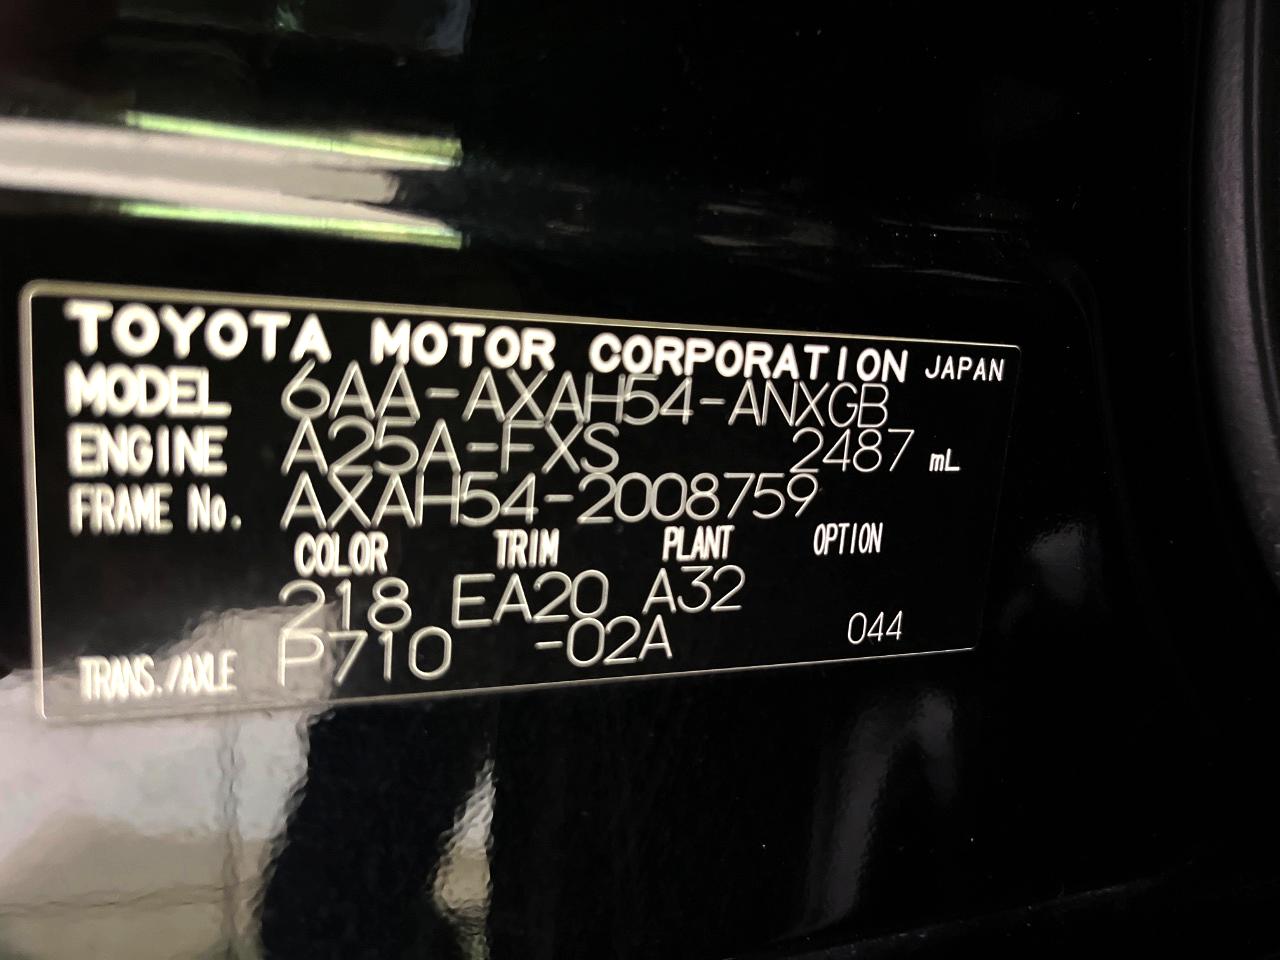 TOYOTA MOTOR CORPORATION JAPAN
MODEL 6AA-AXAH54-ANXGB
ENGINE A25A-FXS 2487 mL
FRAME No. AXAH54-2008759
COLOR TRIM PLANT OPTION
218 EA20 A32
TRANS./AXLE P710 -02A 044